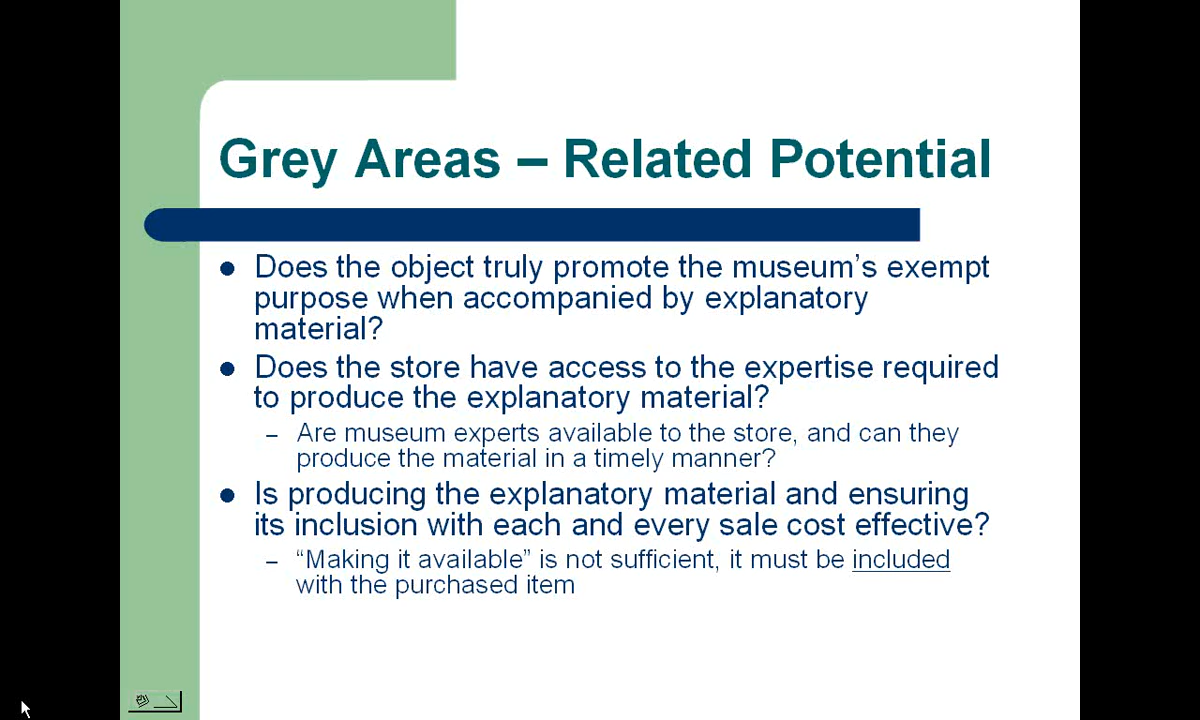 Grey Areas – Related Potential
Does the object truly promote the museum’s exempt
purpose when accompanied by explanatory
material?
Does the store have access to the expertise required
to produce the explanatory material?
– Are museum experts available to the store, and can they
produce the material in a timely manner?
Is producing the explanatory material and ensuring
its inclusion with each and every sale cost effective?
– “Making it available” is not sufficient, it must be included
with the purchased item